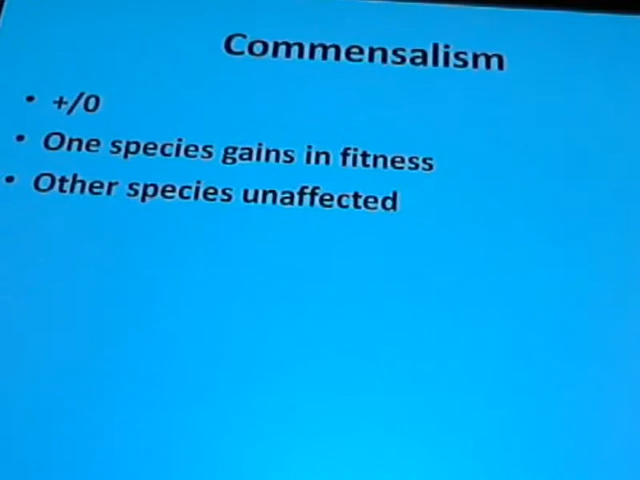 Commensalism
• +/0
• One species gains in fitness
• Other species unaffected